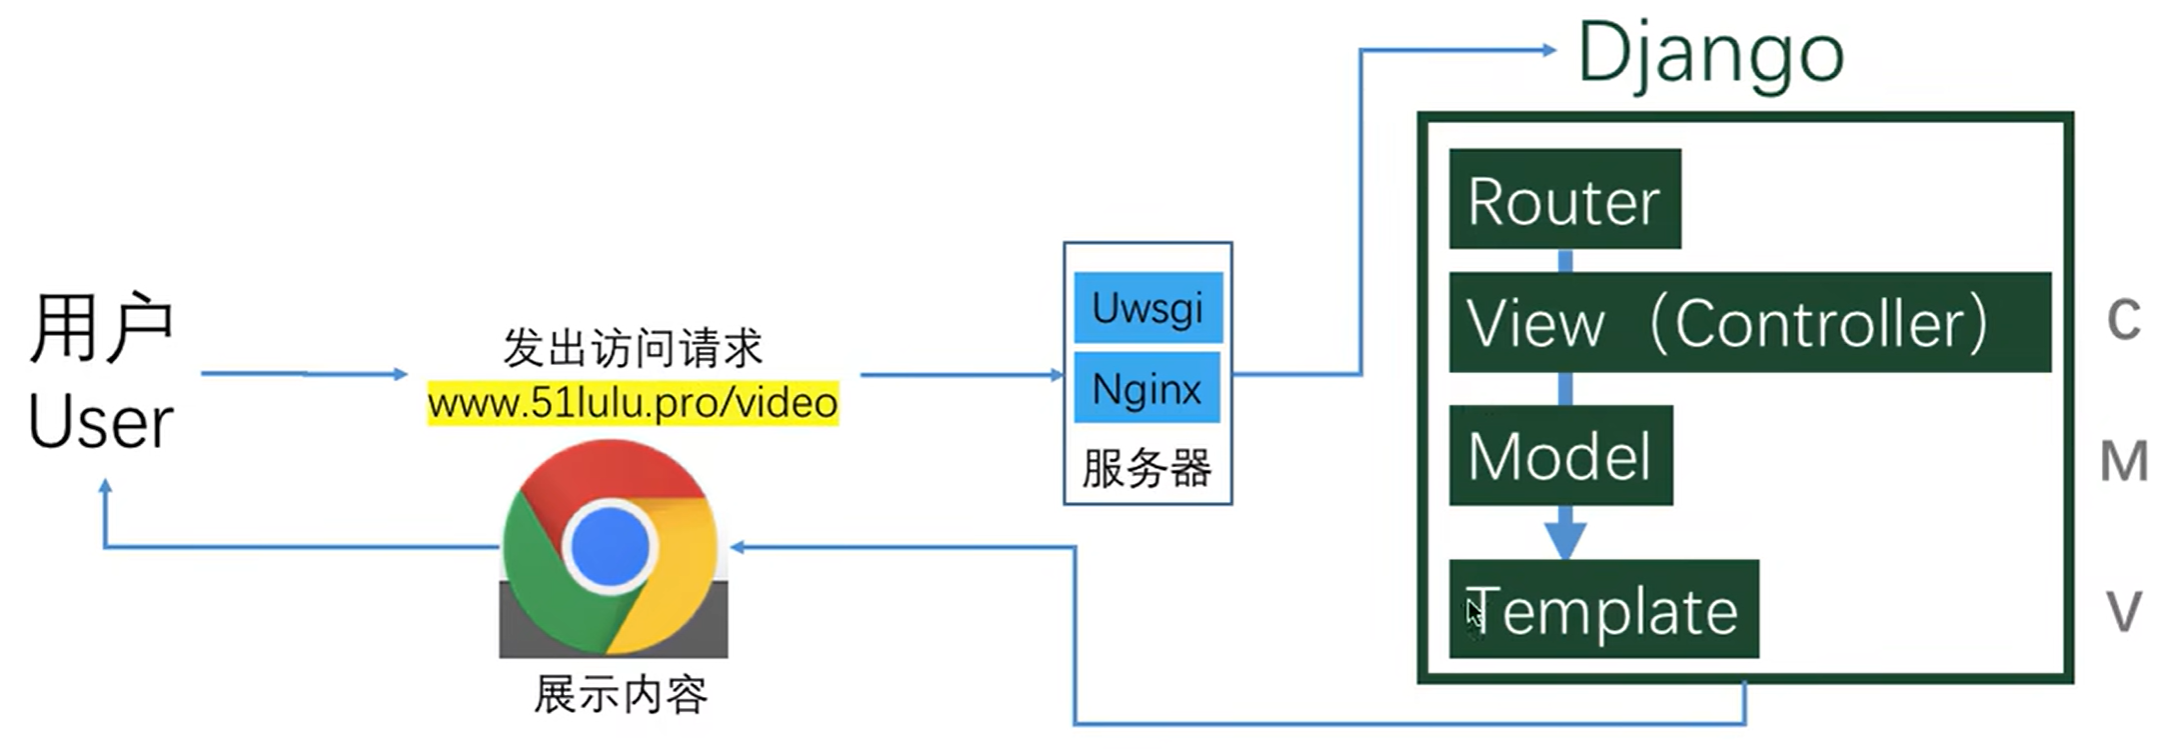 用户
User
发出访问请求
www.51lulu.pro/video
展示内容
Uwsgi
Nginx
服务器
Django
Router
View（Controller）
C
Model
M
Template
V